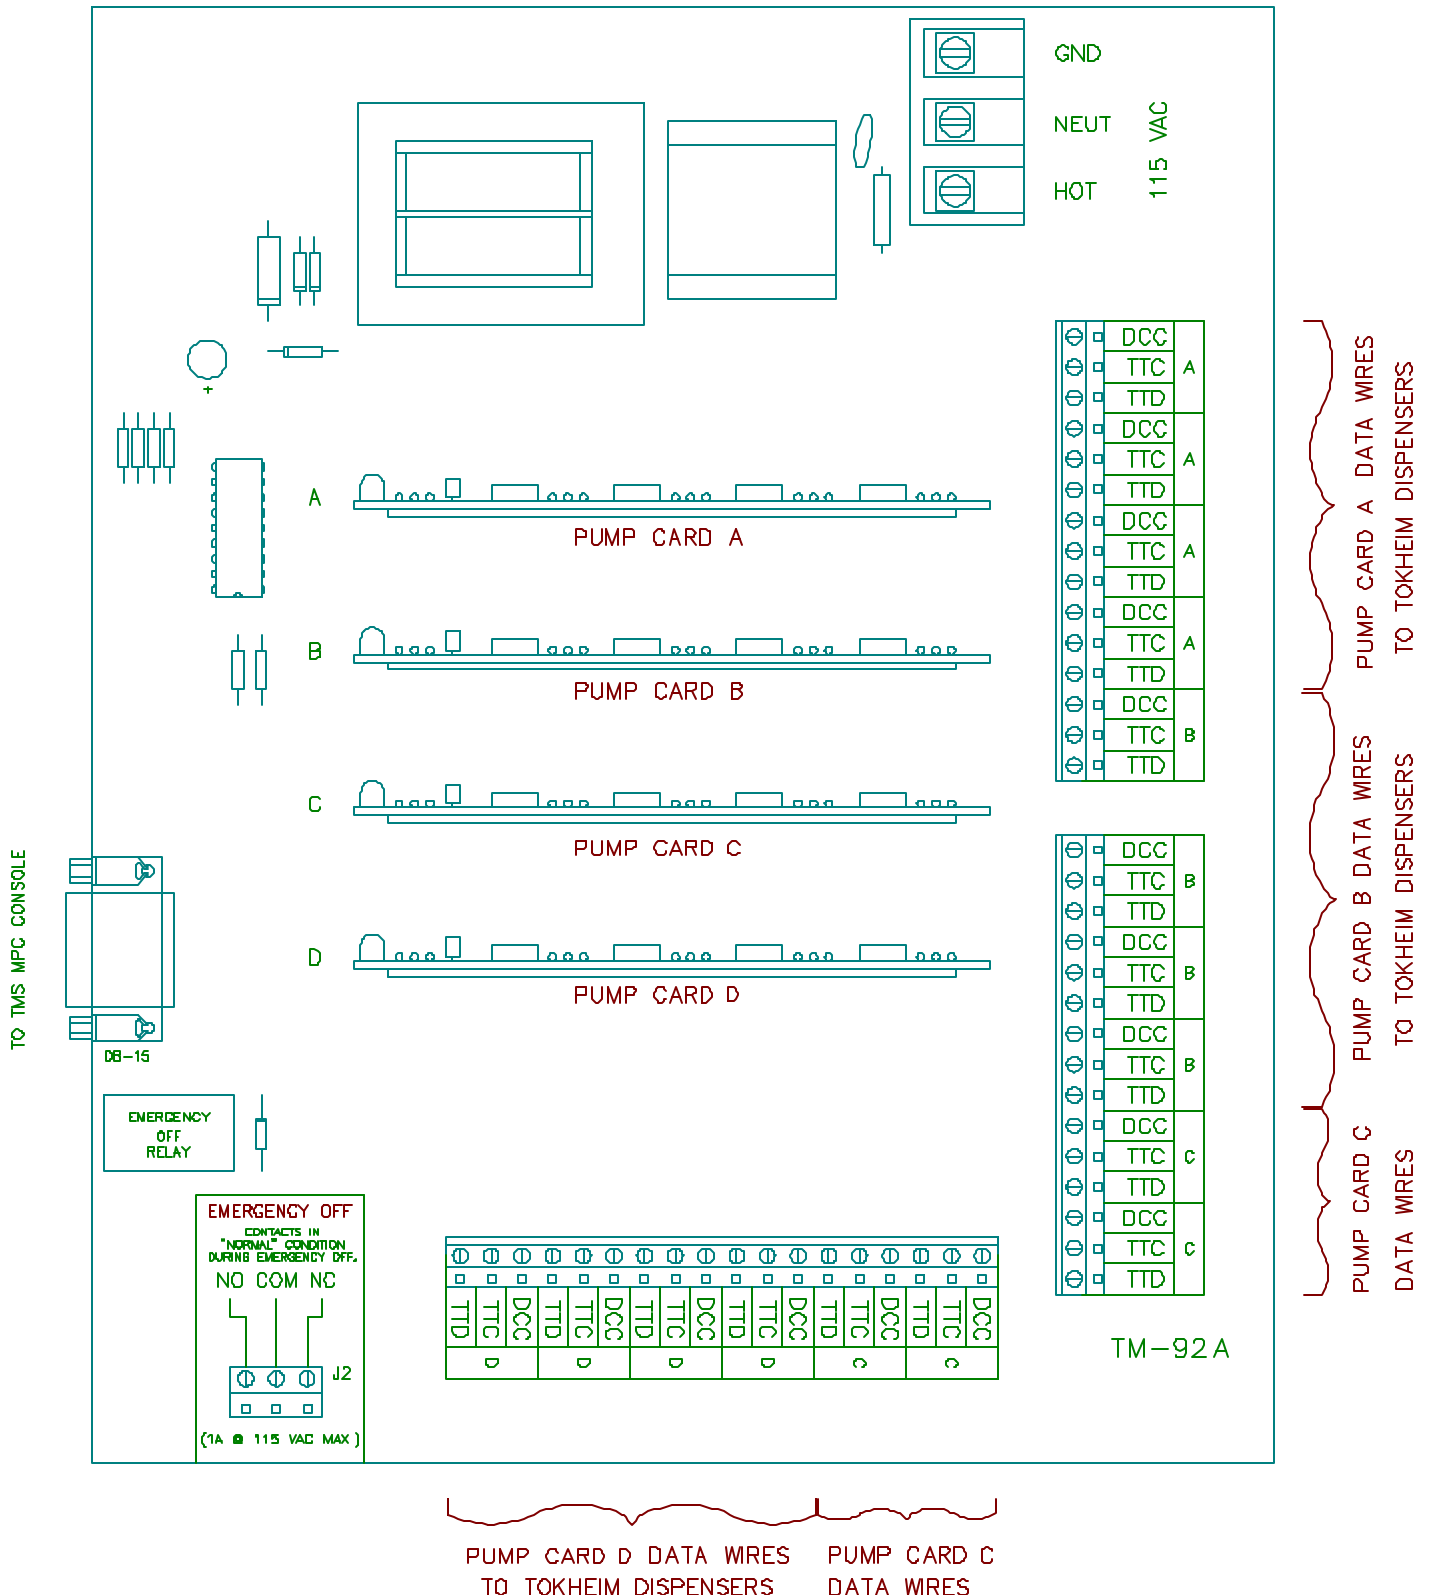 GND
NEUT
HOT
115 VAC
+
DCC
TTC A
TTD
DCC
TTC A
TTD
DCC
TTC A
TTD
DCC
TTC A
TTD
DCC
TTC B
TTD
PUMP CARD A DATA WIRES
TO TOKHEIM DISPENSERS
A
PUMP CARD A
B
PUMP CARD B
C
PUMP CARD C
D
PUMP CARD D
DCC
TTC B
TTD
DCC
TTC B
TTD
DCC
TTC B
TTD
DCC
TTC C
TTD
DCC
TTC C
TTD
PUMP CARD B DATA WIRES
TO TOKHEIM DISPENSERS
PUMP CARD C
DATA WIRES
TO TMS MPC CONSOLE
DB-15
EMERGENCY
OFF
RELAY
EMERGENCY OFF
CONTACTS IN
"NORMAL" CONDITION
DURING EMERGENCY OFF.
NO COM NC
J2
(1A @ 115 VAC MAX)
TTD TTC DCC TTD TTC DCC TTD TTC DCC TTD TTC DCC TTD TTC DCC TTD TTC DCC
D D D D C C
TM-92A
PUMP CARD D DATA WIRES
TO TOKHEIM DISPENSERS
PUMP CARD C
DATA WIRES